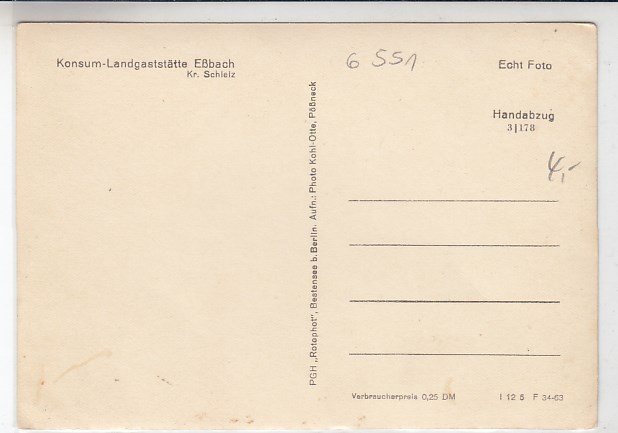 Konsum-Landgaststätte Eßbach
Kr. Schleiz
6 551
Echt Foto
Handabzug
3|178
4,-
PGH „Rotophot", Bestensee b. Berlin. Aufn.: Photo Kohl-Otte, Pößneck
Verbraucherpreis 0,25 DM
I 12 5 F 34-63